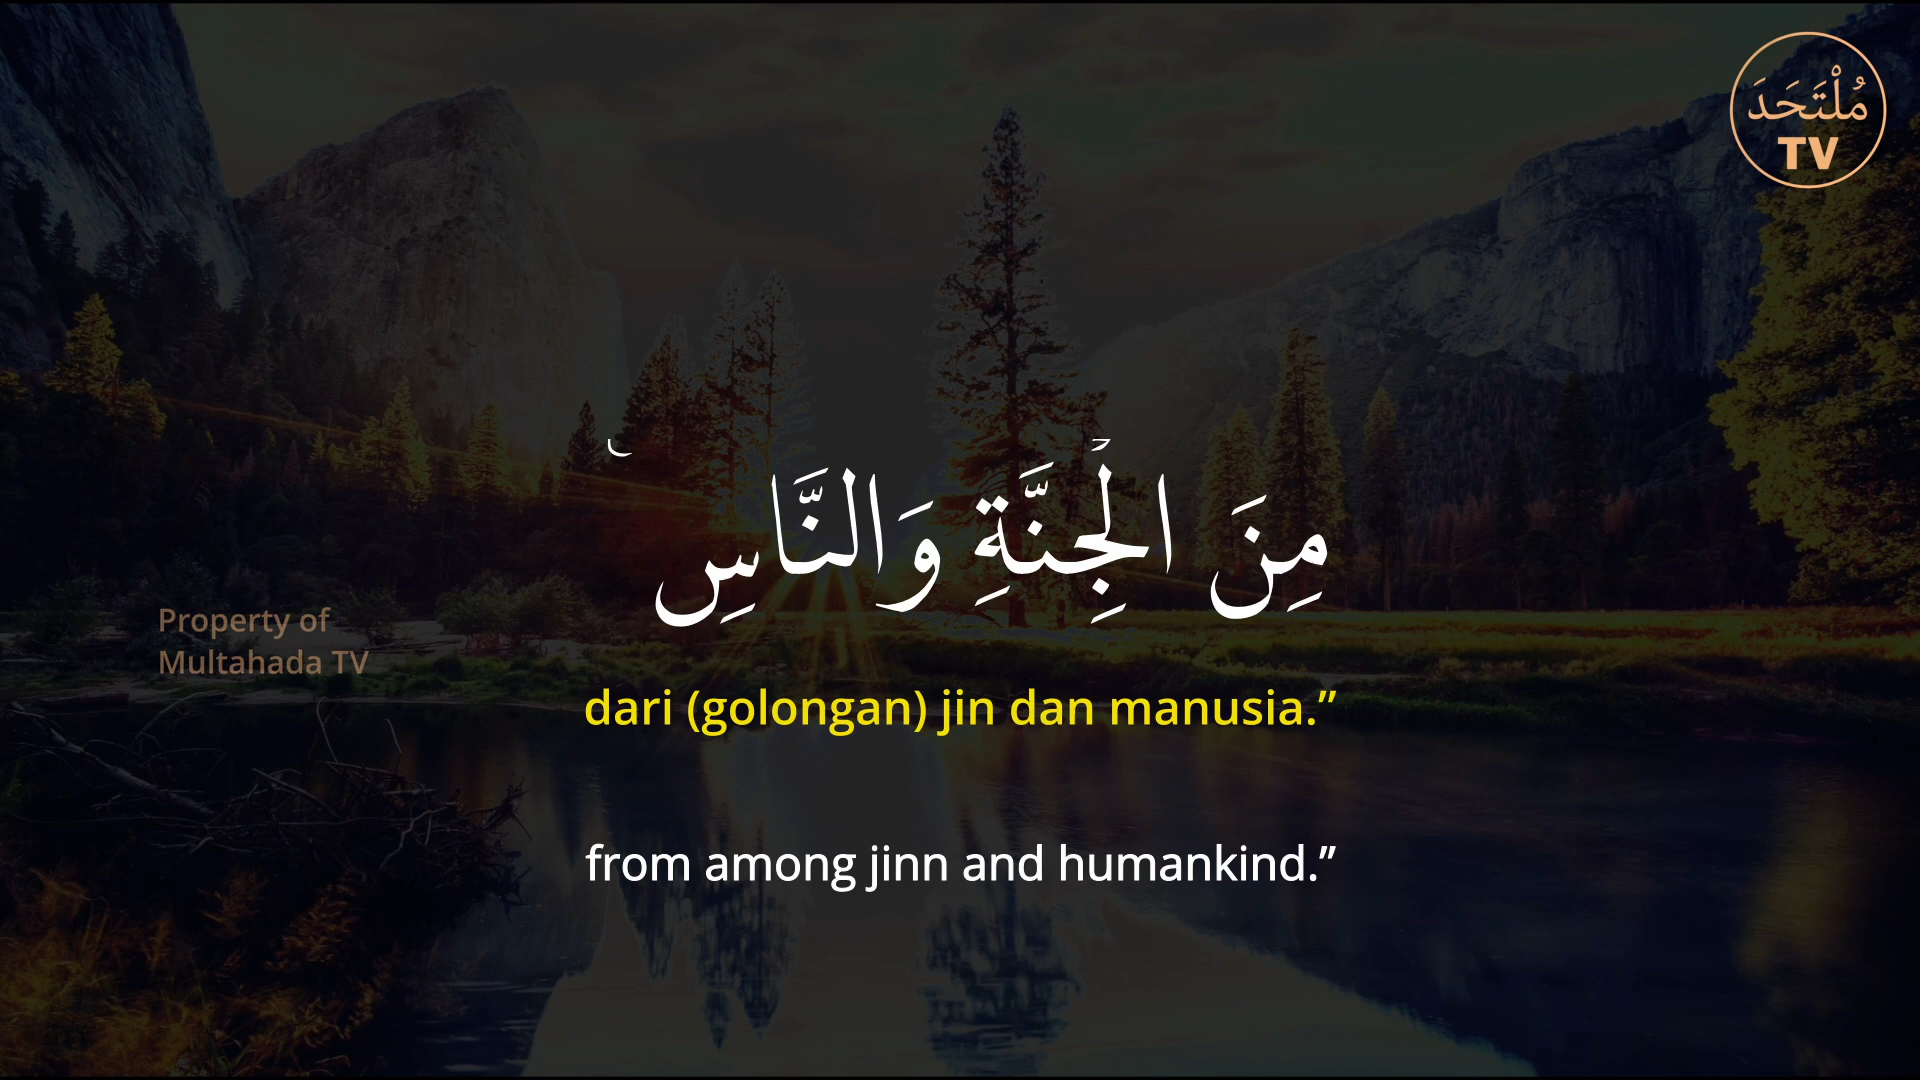 مُلْتَحَدَ
TV
مِنَ الْجِنَّةِ وَالنَّاسِ ࣖ
Property of
Multahada TV
dari (golongan) jin dan manusia.”
from among jinn and humankind.”